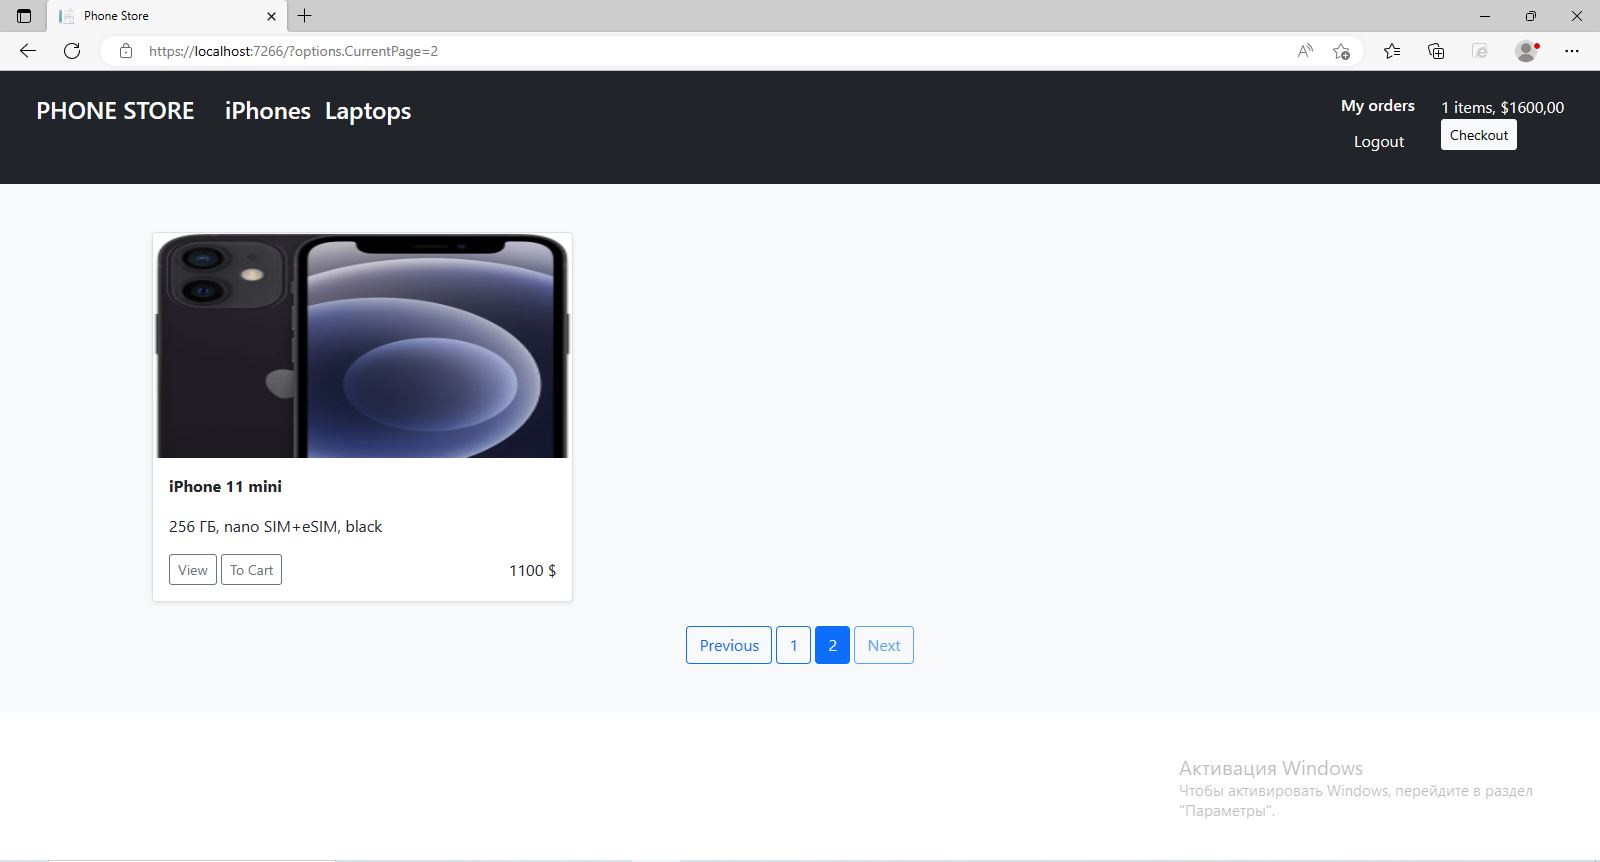 Phone Store
https://localhost:7266/?options.CurrentPage=2
PHONE STORE iPhones Laptops
My orders
1 items, $1600,00
Logout
Checkout
iPhone 11 mini
256 ГБ, nano SIM+eSIM, black
View To Cart 1100 $
Previous 1 2 Next
Активация Windows
Чтобы активировать Windows, перейдите в раздел
"Параметры".